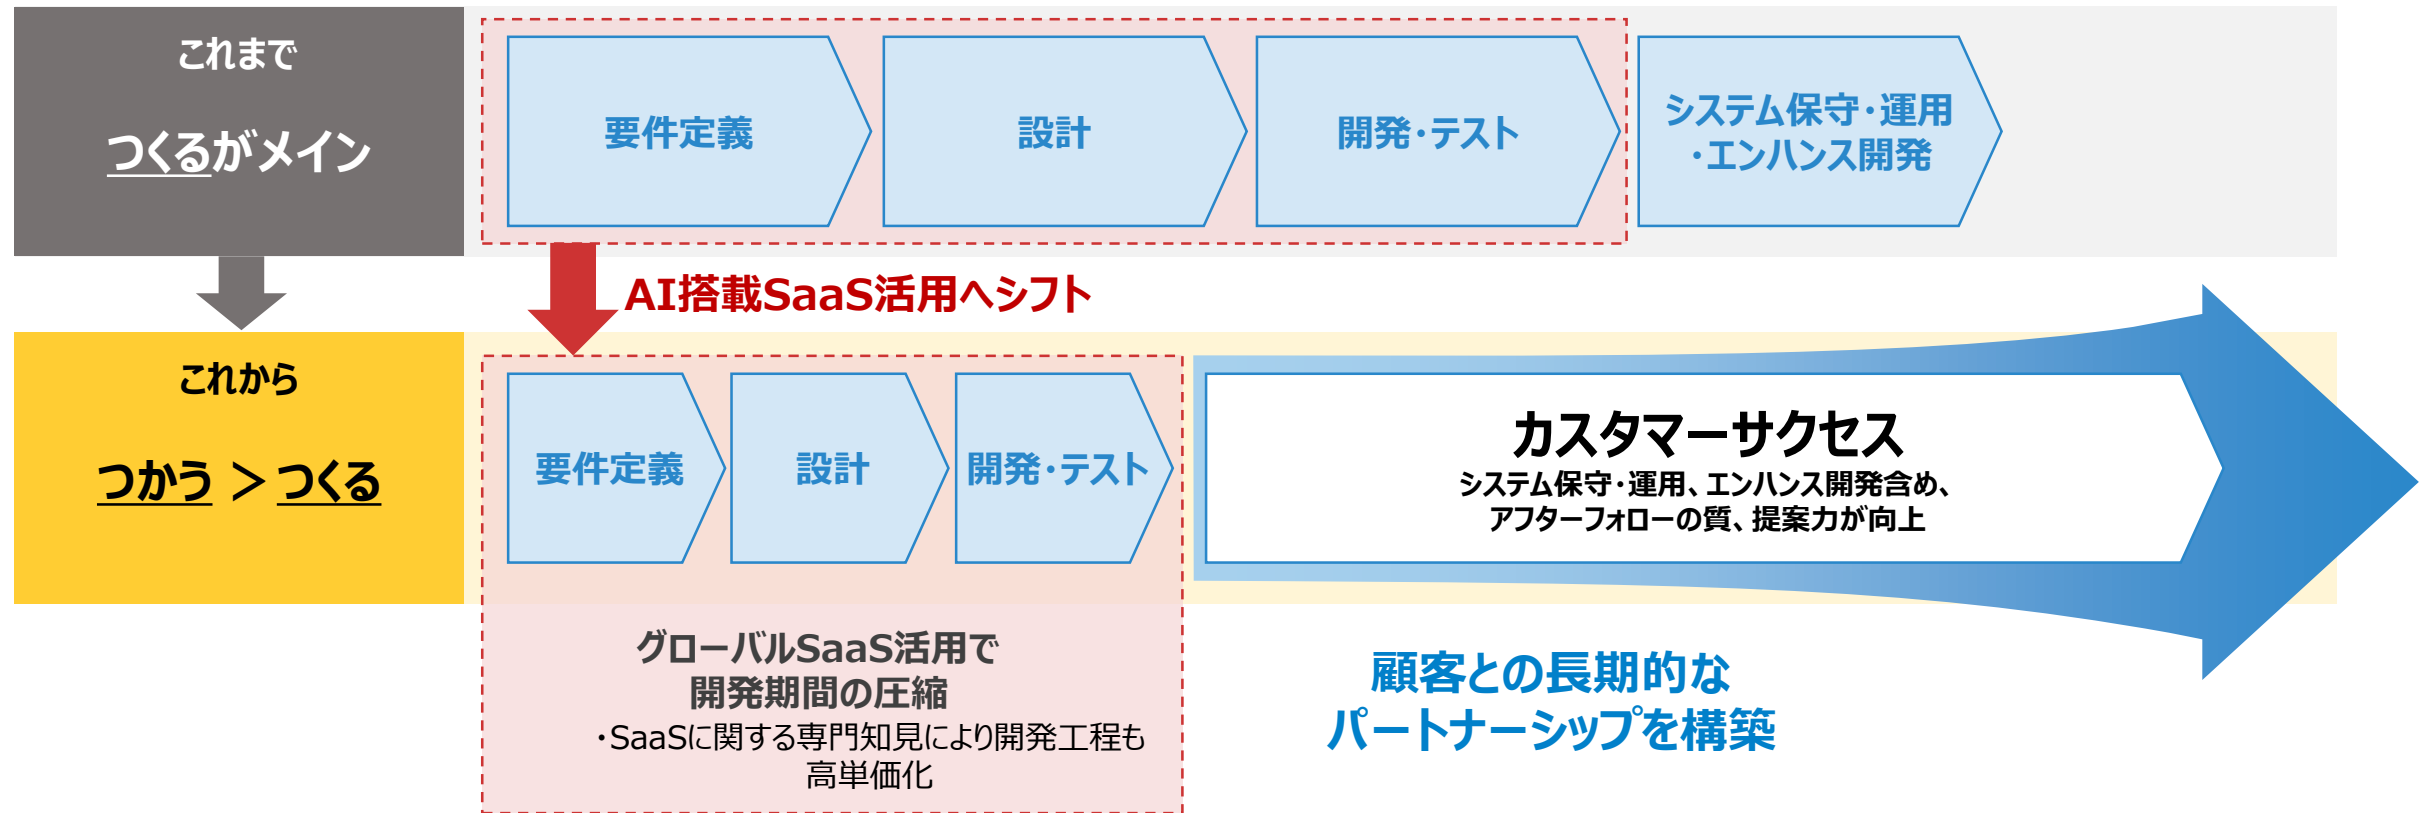 これまで
つくるがメイン
要件定義
設計
開発・テスト
システム保守・運用
・エンハンス開発
AI搭載SaaS活用へシフト
これから
つかう ＞ つくる
要件定義
設計
開発・テスト
カスタマーサクセス
システム保守・運用、エンハンス開発含め、
アフターフォローの質、提案力が向上
グローバルSaaS活用で
開発期間の圧縮
・SaaSに関する専門知見により開発工程も
高単価化
顧客との長期的な
パートナーシップを構築